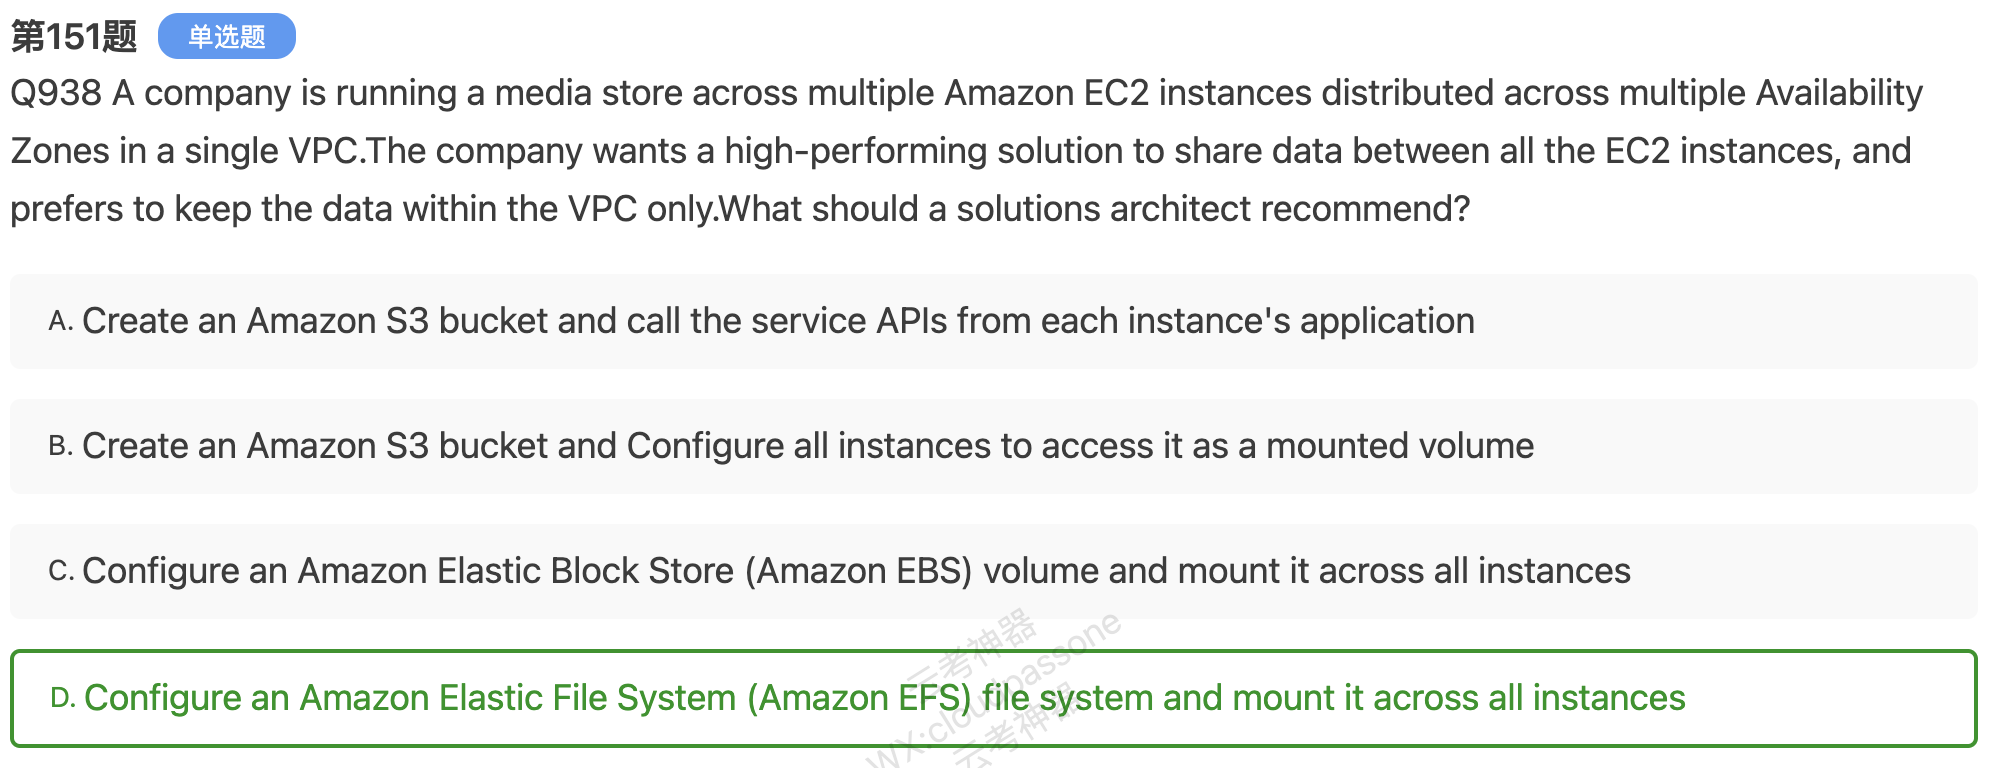 第151题 单选题
Q938 A company is running a media store across multiple Amazon EC2 instances distributed across multiple Availability
Zones in a single VPC.The company wants a high-performing solution to share data between all the EC2 instances, and
prefers to keep the data within the VPC only.What should a solutions architect recommend?
A. Create an Amazon S3 bucket and call the service APIs from each instance's application
B. Create an Amazon S3 bucket and Configure all instances to access it as a mounted volume
C. Configure an Amazon Elastic Block Store (Amazon EBS) volume and mount it across all instances
D. Configure an Amazon Elastic File System (Amazon EFS) file system and mount it across all instances
云考神器
WX:cloudpassone
云考神器